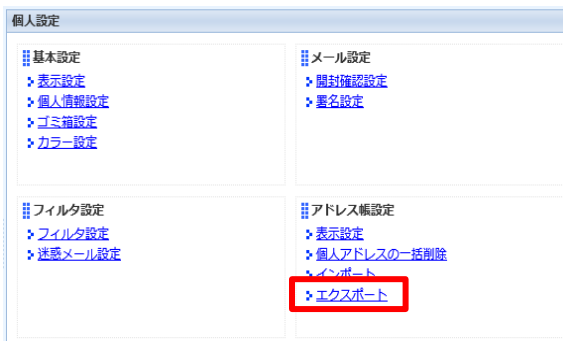 個人設定
基本設定
表示設定
個人情報設定
ゴミ箱設定
カラー設定
メール設定
開封確認設定
署名設定
フィルタ設定
フィルタ設定
迷惑メール設定
アドレス帳設定
表示設定
個人アドレスの一括削除
インポート
エクスポート